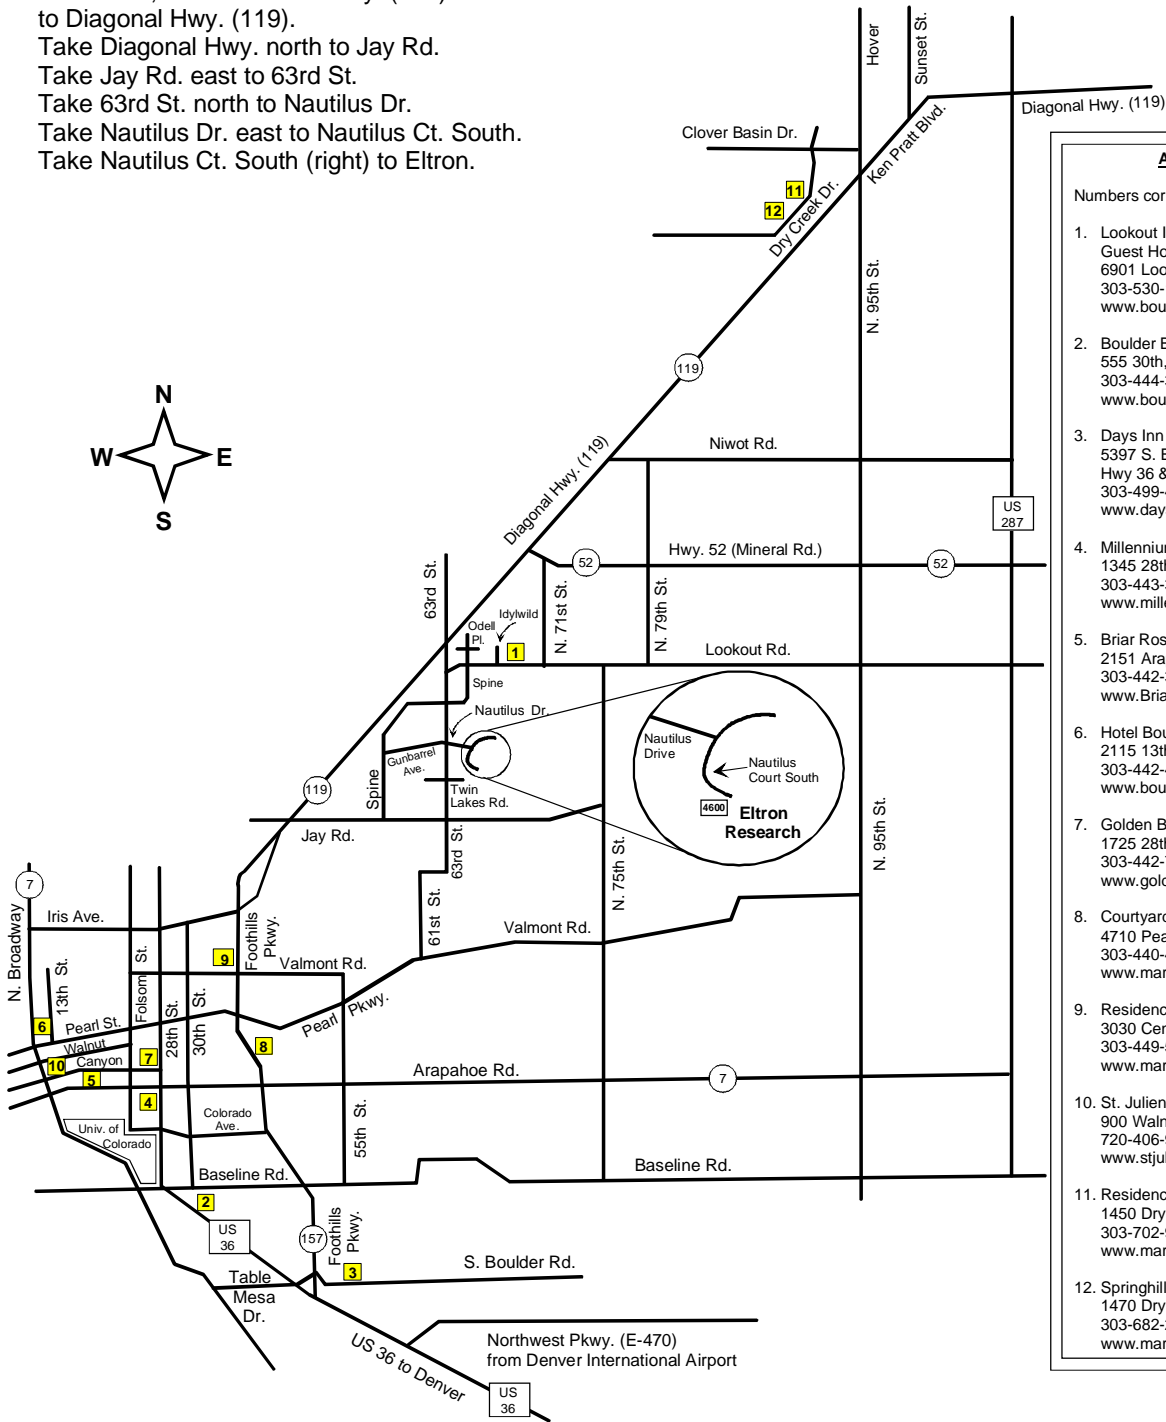 to Diagonal Hwy. (119).
Take Diagonal Hwy. north to Jay Rd.
Take Jay Rd. east to 63rd St.
Take 63rd St. north to Nautilus Dr.
Take Nautilus Dr. east to Nautilus Ct. South.
Take Nautilus Ct. South (right) to Eltron.
Hover
Sunset St.
Diagonal Hwy. (119)
Clover Basin Dr.
Ken Pratt Blvd.
11
12
Dry Creek Dr.
N. 95th St.
119
N
W E
S
Niwot Rd.
Diagonal Hwy. (119)
US
287
Hwy. 52 (Mineral Rd.)
52
52
63rd St.
N. 71st St.
N. 79th St.
Idylwild
Odell
Pl.
1
Lookout Rd.
Spine
Nautilus Dr.
Gunbarrel
Ave.
Spine
Twin
Lakes Rd.
Nautilus
Drive
Nautilus
Court South
4600
Eltron
Research
119
Jay Rd.
63rd St.
N. 75th St.
N. 95th St.
7
N. Broadway
Iris Ave.
13th St.
Folsom St.
28th St.
30th St.
9
Foothills
Pkwy.
61st St.
Valmont Rd.
Valmont Rd.
Pearl Pkwy.
6
Pearl St.
Walnut
10
Canyon
7
8
5
4
Arapahoe Rd.
7
Univ. of
Colorado
Colorado
Ave.
55th St.
Baseline Rd.
Baseline Rd.
2
US
36
157
Foothills
Pkwy.
3
S. Boulder Rd.
Table
Mesa
Dr.
US 36 to Denver
Northwest Pkwy. (E-470)
from Denver International Airport
US
36
A
Numbers cor
1. Lookout I
Guest Ho
6901 Loo
303-530-
www.bou
2. Boulder B
555 30th,
303-444-
www.bou
3. Days Inn
5397 S. B
Hwy 36 &
303-499-
www.day
4. Millennium
1345 28th
303-443-
www.mille
5. Briar Ros
2151 Ara
303-442-
www.Bria
6. Hotel Bou
2115 13th
303-442-
www.bou
7. Golden B
1725 28th
303-442-
www.gold
8. Courtyard
4710 Pea
303-440-
www.mar
9. Residenc
3030 Cen
303-449-
www.mar
10. St. Julien
900 Waln
720-406-
www.stjul
11. Residenc
1450 Dry
303-702-
www.mar
12. Springhill
1470 Dry
303-682-
www.mar